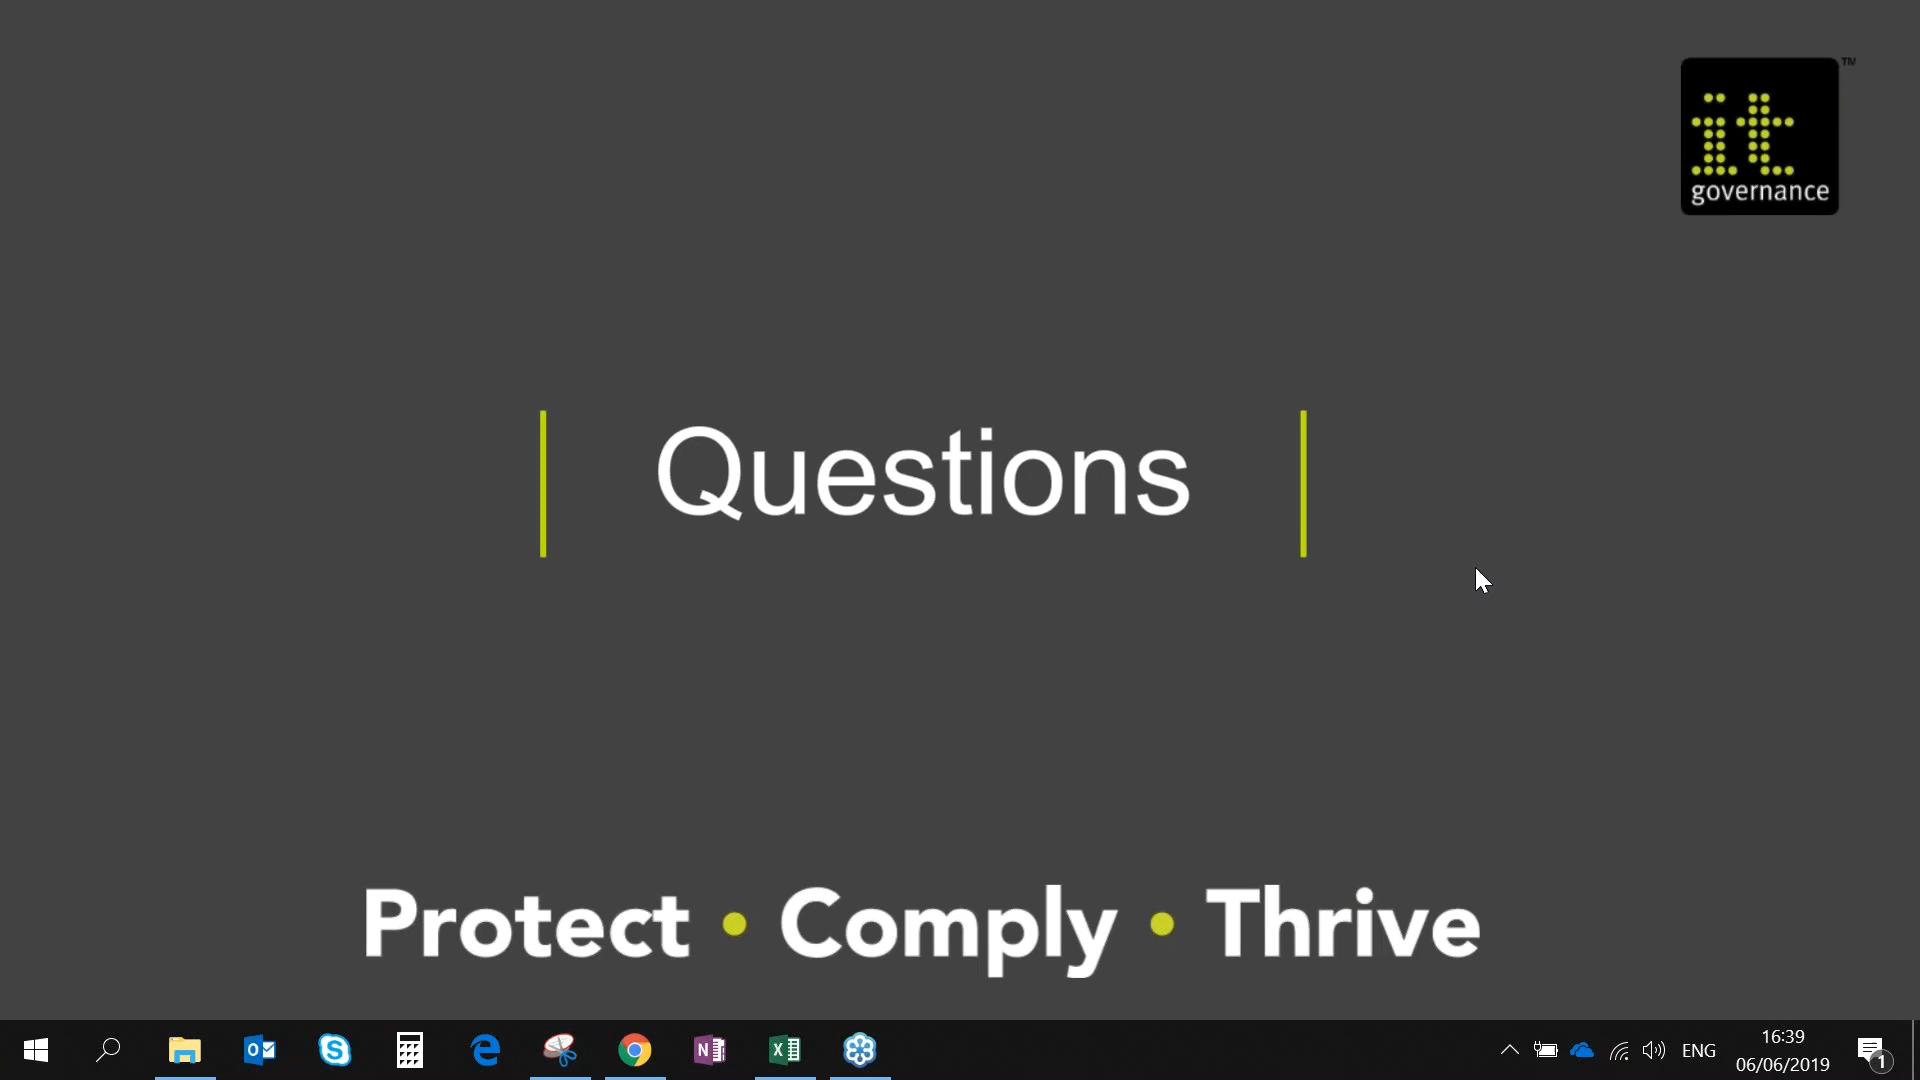 it
governance
TM
Questions
Protect • Comply • Thrive
ENG
16:39
06/06/2019
1